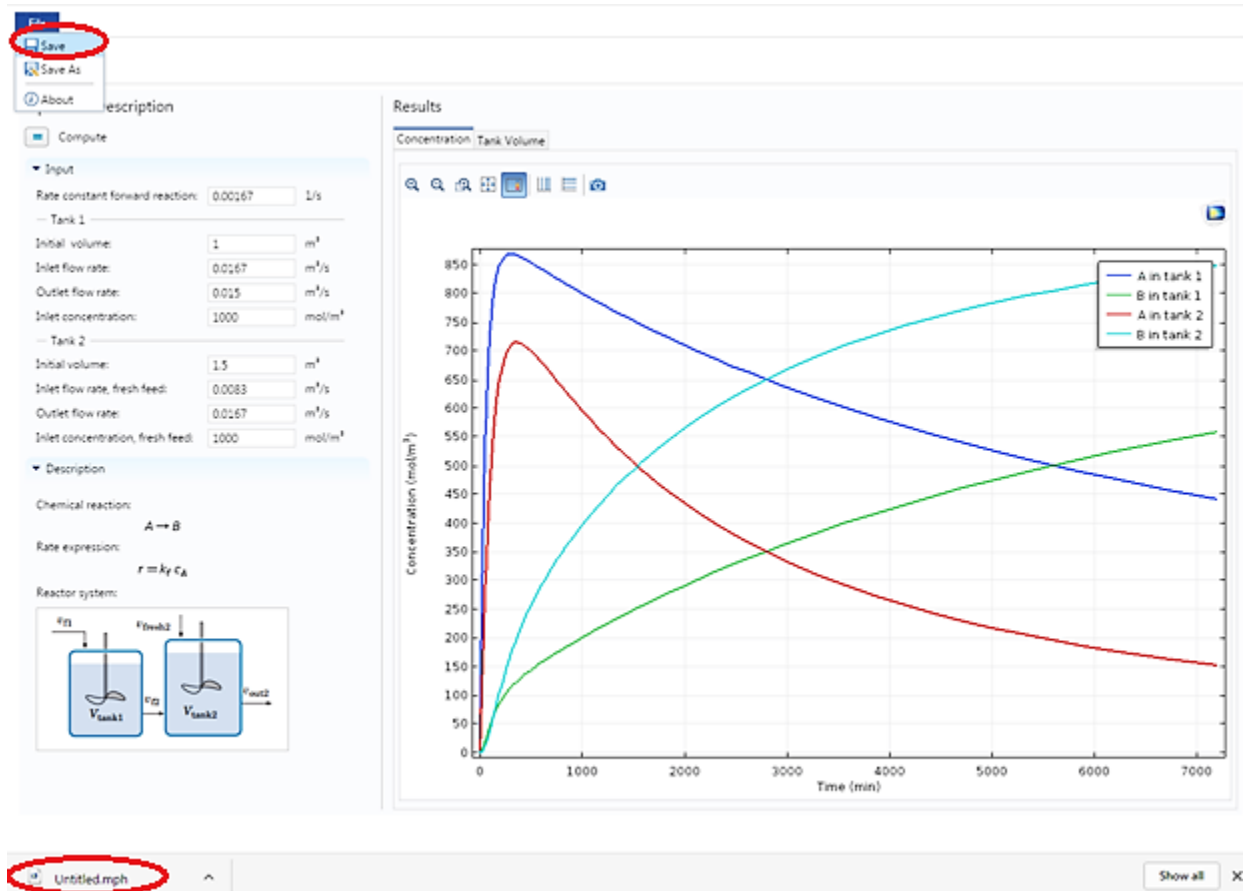 File
Save
Save As
About
escription
Compute
Input
Rate constant forward reaction: 0.00167 1/s
Tank 1
Initial volume: 1 m³
Inlet flow rate: 0.0167 m³/s
Outlet flow rate: 0.015 m³/s
Inlet concentration: 1000 mol/m³
Tank 2
Initial volume: 1.5 m³
Inlet flow rate, fresh feed: 0.0083 m³/s
Outlet flow rate: 0.0167 m³/s
Inlet concentration, fresh feed: 1000 mol/m³
Description
Chemical reaction:
A → B
Rate expression:
r = k_f c_A
Reactor system:
v_f1
v_fresh2
V_tank1
v_f2
V_tank2
v_out2
Results
Concentration Tank Volume
A in tank 1
B in tank 1
A in tank 2
B in tank 2
850
800
750
700
650
600
550
500
450
400
350
300
250
200
150
100
50
0
Concentration (mol/m³)
0 1000 2000 3000 4000 5000 6000 7000
Time (min)
Untitled.mph
Show all